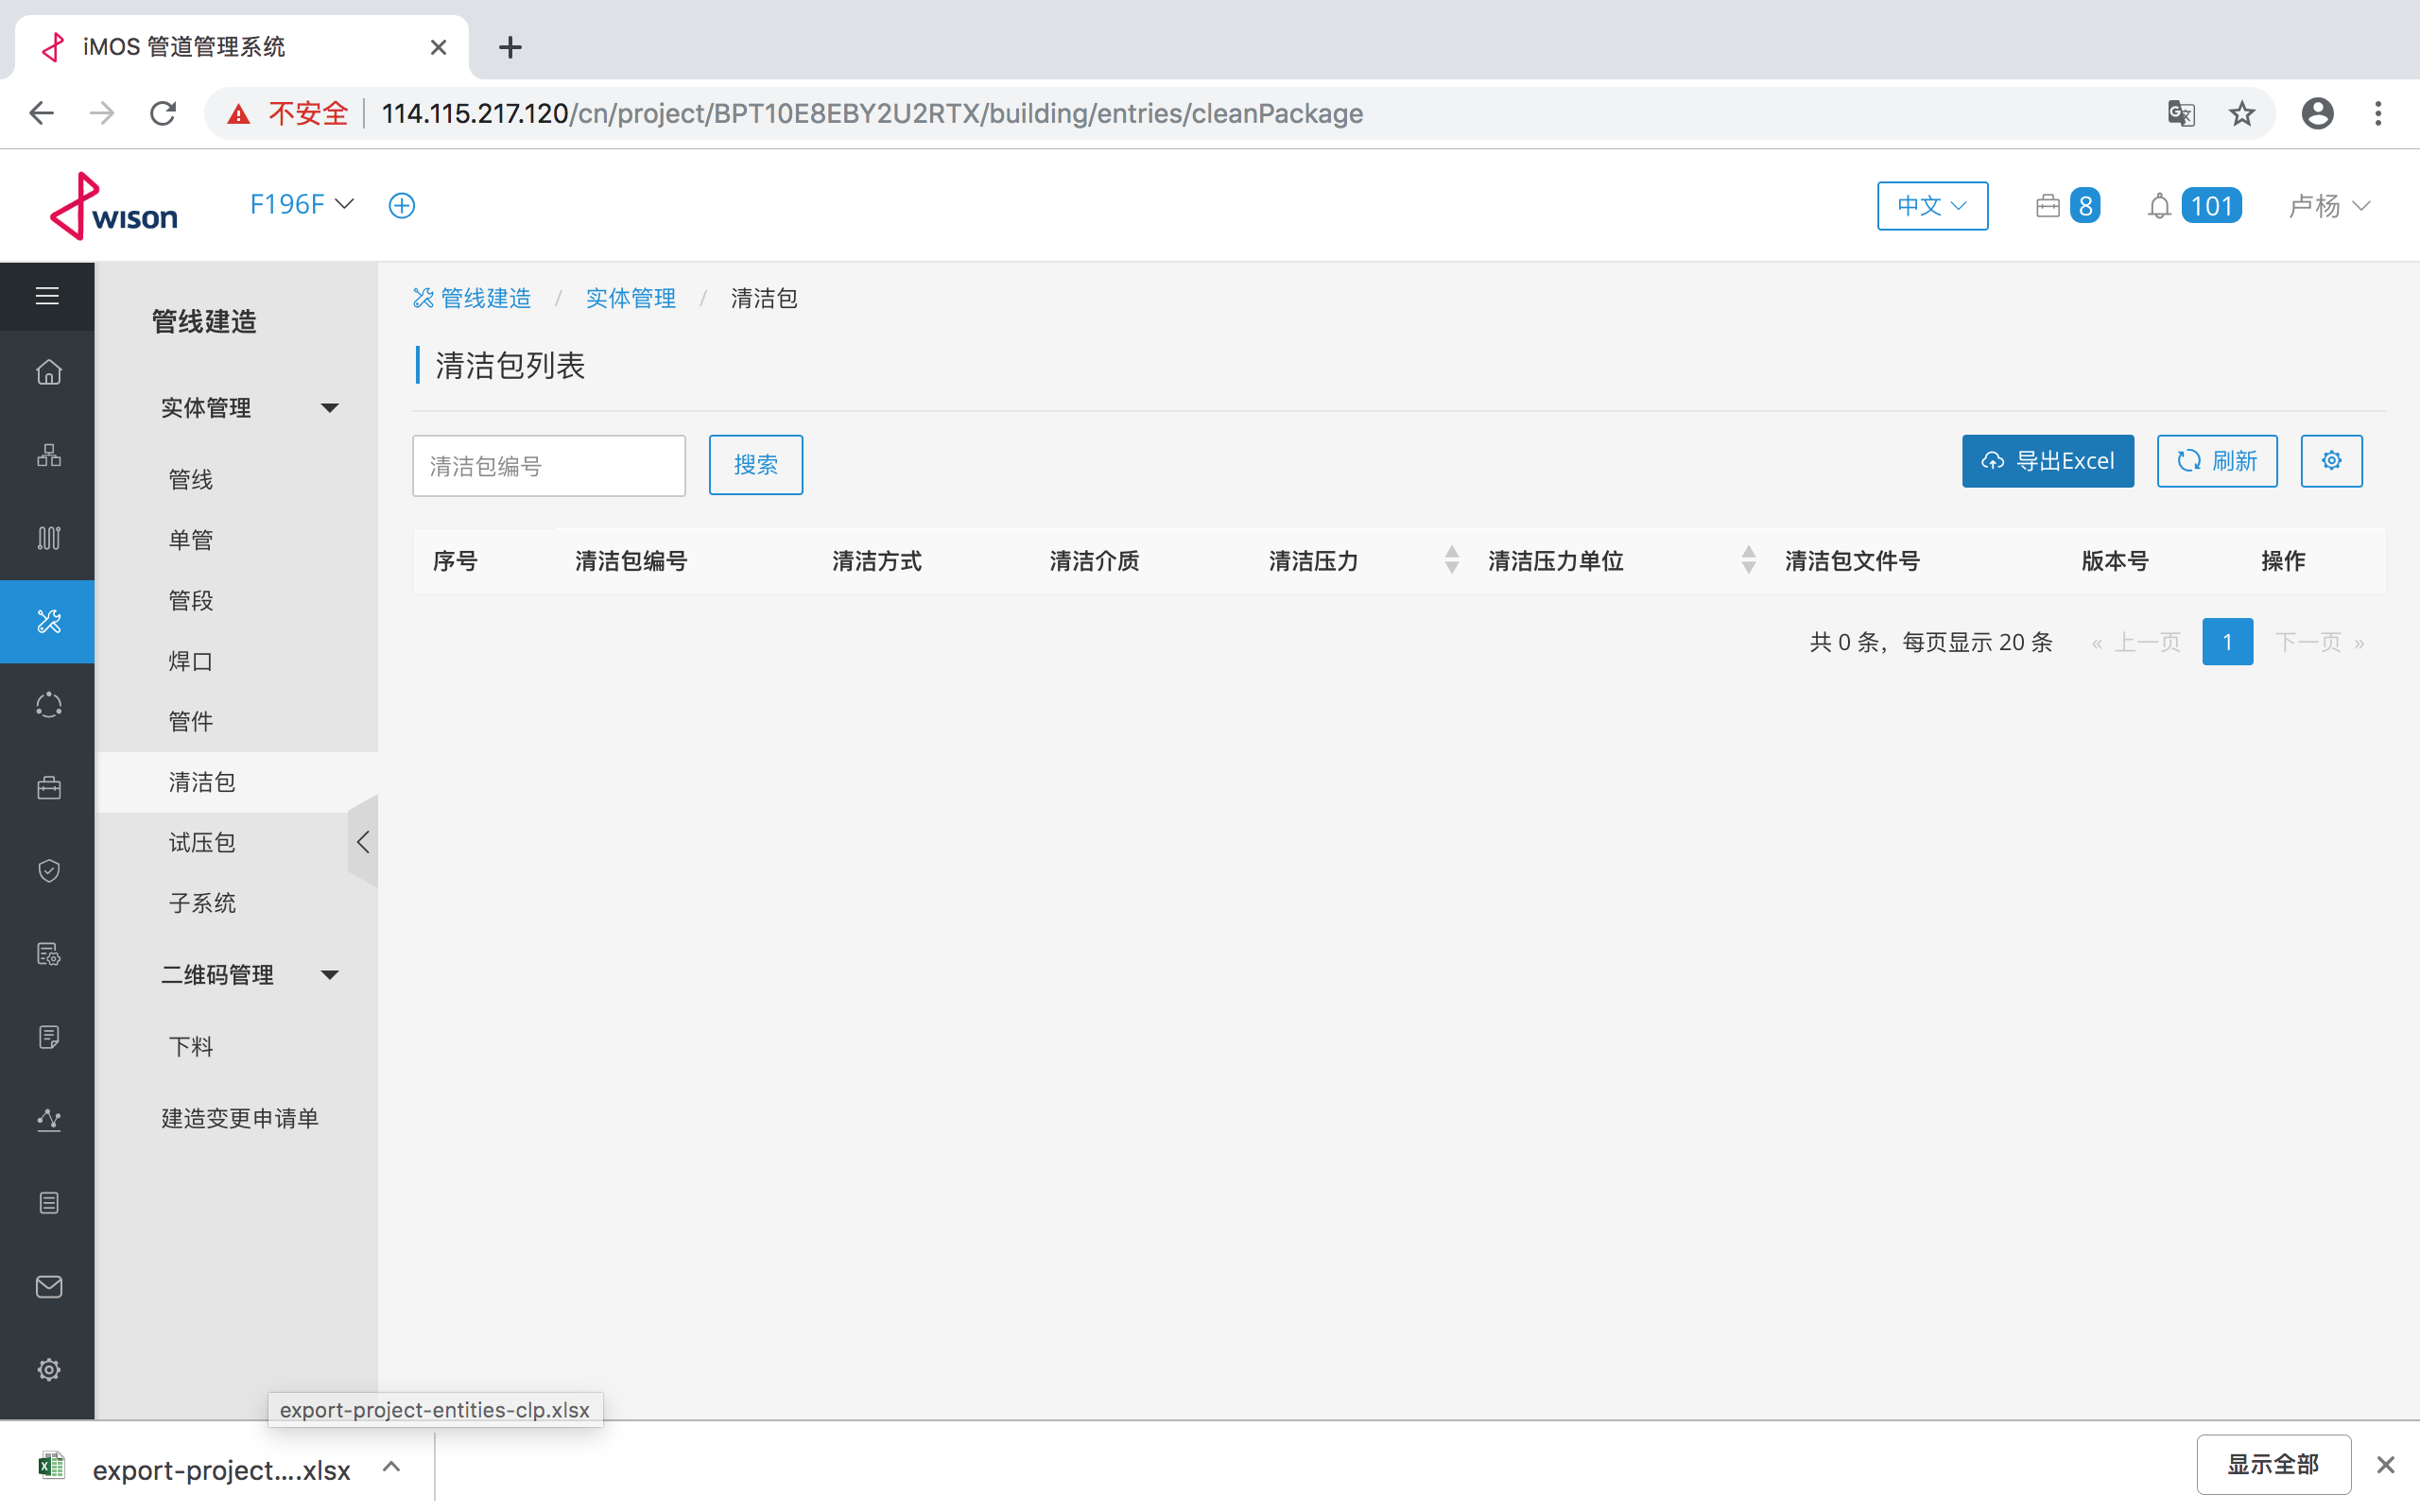 iMOS 管道管理系统
不安全 114.115.217.120/cn/project/BPT10E8EBY2U2RTX/building/entries/cleanPackage
wison F196F 中文 8 101 卢杨
管线建造 / 实体管理 / 清洁包
管线建造
清洁包列表
实体管理
清洁包编号 搜索 导出Excel 刷新
管线
单管
管段
焊口
管件
清洁包
试压包
子系统
二维码管理
下料
建造变更申请单
序号 清洁包编号 清洁方式 清洁介质 清洁压力 清洁压力单位 清洁包文件号 版本号 操作
共 0 条，每页显示 20 条 « 上一页 1 下一页 »
export-project-entities-clp.xlsx
export-project....xlsx 显示全部